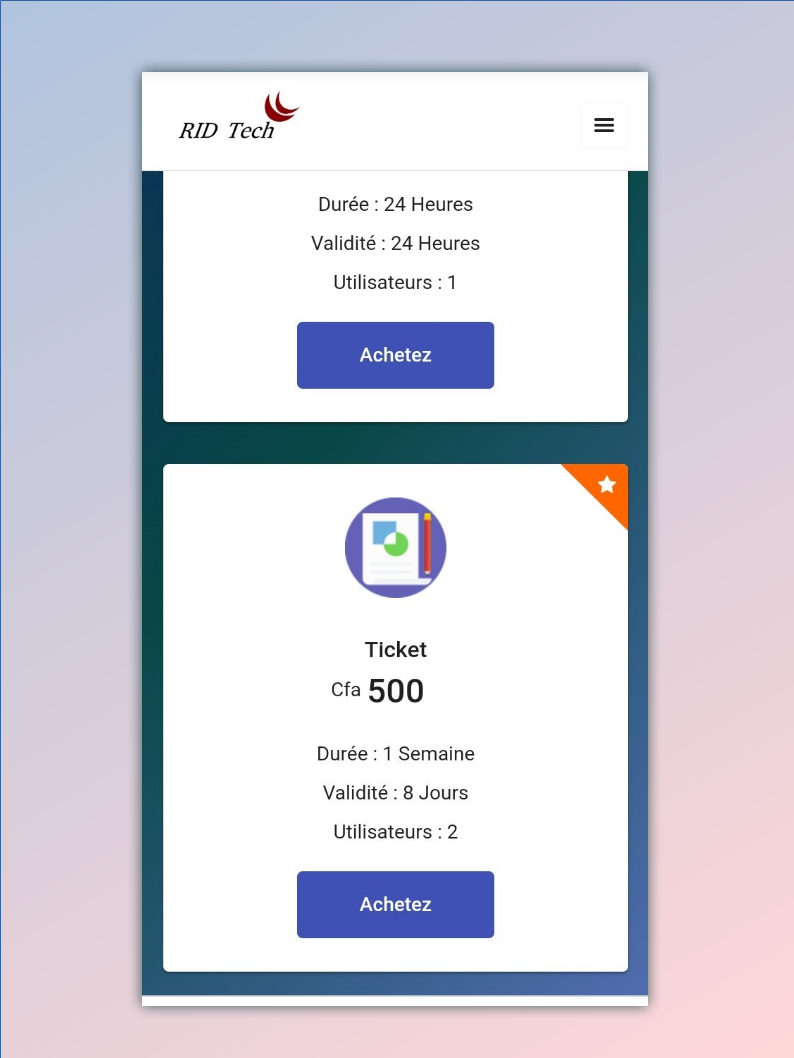 RID Tech
Durée : 24 Heures
Validité : 24 Heures
Utilisateurs : 1
Achetez
Ticket
Cfa 500
Durée : 1 Semaine
Validité : 8 Jours
Utilisateurs : 2
Achetez